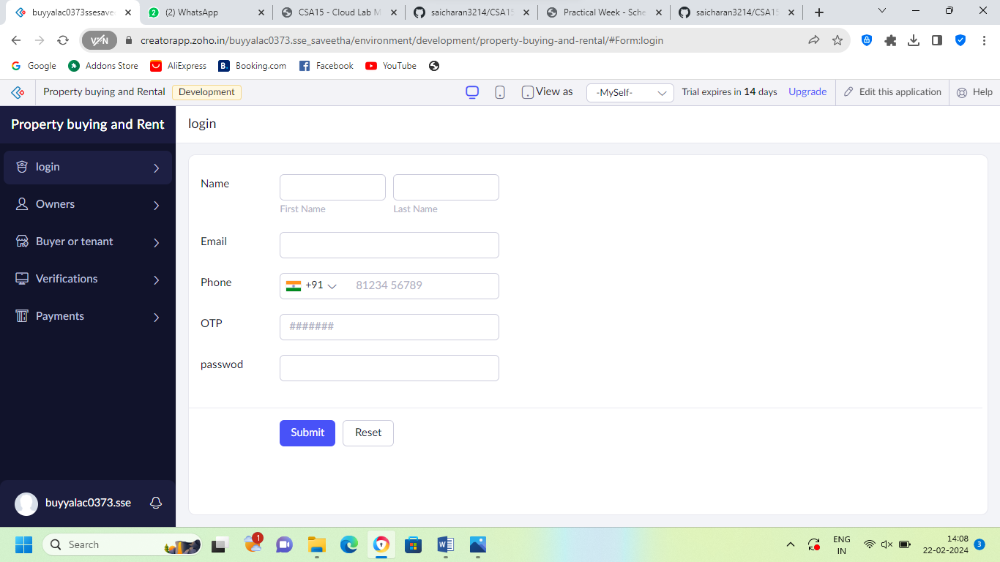 buyyalac0373ssesave
(2) WhatsApp
CSA15 - Cloud Lab M
saicharan3214/CSA15
Practical Week - Sche
saicharan3214/CSA15
VPN
creatorapp.zoho.in/buyyalac0373.sse_saveetha/environment/development/property-buying-and-rental/#Form:login
Google
Addons Store
AliExpress
B. Booking.com
Facebook
YouTube
Property buying and Rental
Development
View as
-MySelf-
Trial expires in 14 days
Upgrade
Edit this application
Help
Property buying and Rent
login
login
Owners
Buyer or tenant
Verifications
Payments
Name
First Name
Last Name
Email
Phone
+91
81234 56789
OTP
#######
passwod
Submit
Reset
buyyalac0373.sse
Search
1
ENG
IN
14:08
22-02-2024
3